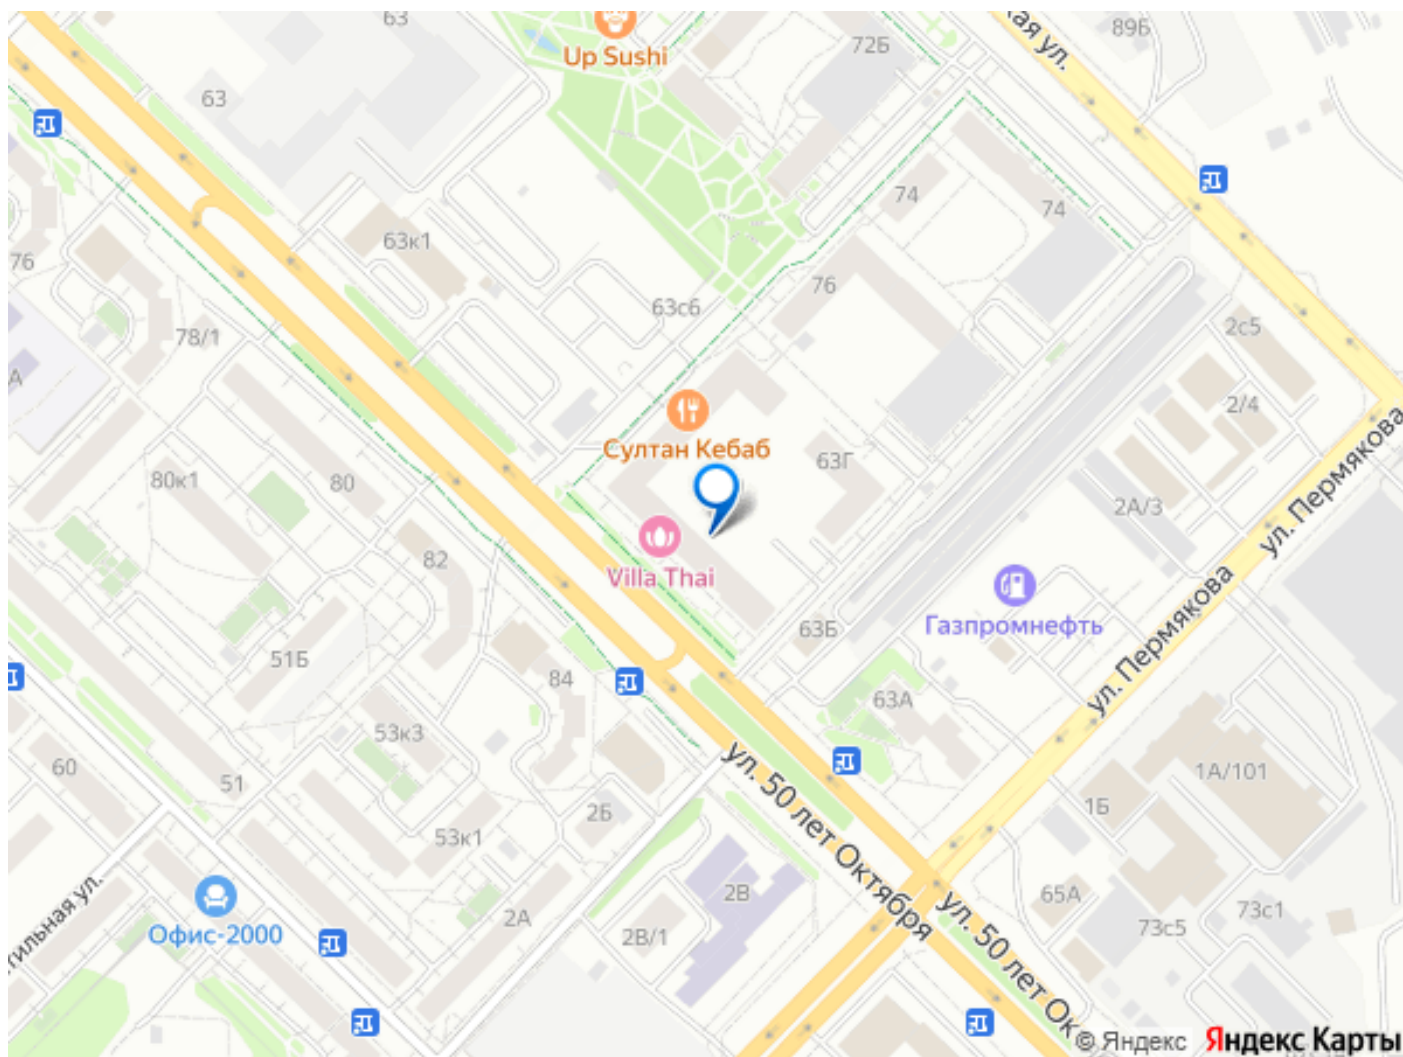 63
Up Sushi
72Б
кая ул.
89Б
63
74
74
63к1
76
76
63с6
78/1
2с5
А
2/4
Султан Кебаб
63Г
80к1
80
2А/3
ул. Пермякова
82
Villa Thai
Газпромнефть
63Б
51Б
84
ул. Пермякова
63А
53к3
60
51
1А/101
1Б
2Б
53к1
ул. 50 лет Октября
2В
65А
2А
73с1
тильная ул.
Офис-2000
2В/1
73с5
ул. 50 лет Ок
© Яндекс
Яндекс Карты